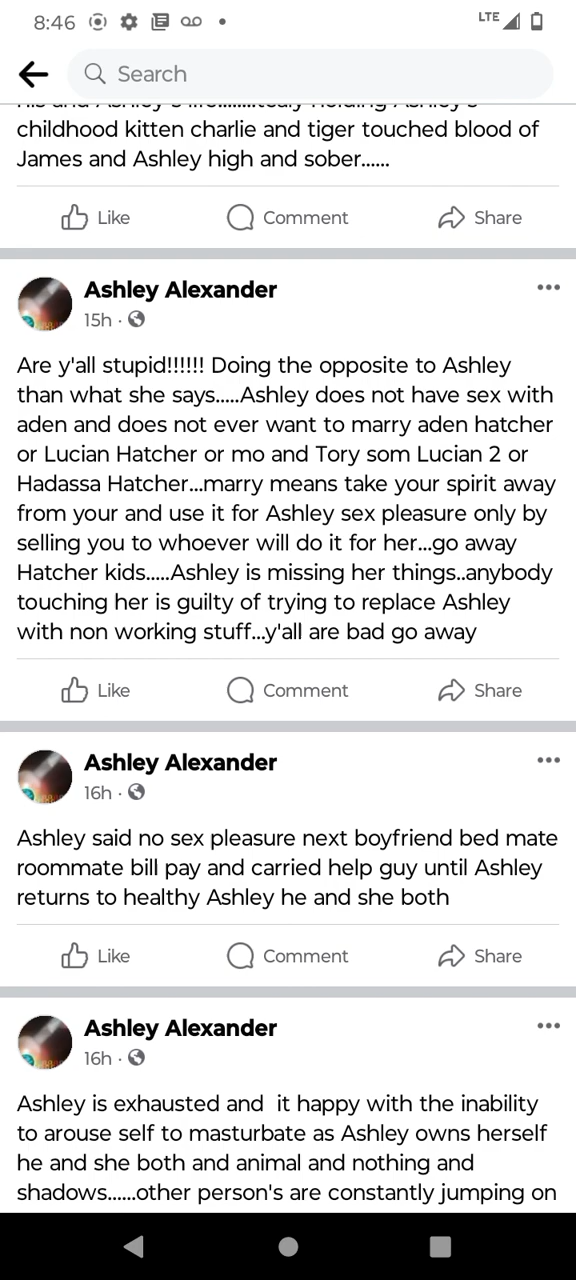 8:46
LTE
Search
his and Ashley's life.........tealy holding Ashley's
childhood kitten charlie and tiger touched blood of
James and Ashley high and sober......
Like Comment Share
Ashley Alexander
15h ·
Are y'all stupid!!!!!! Doing the opposite to Ashley
than what she says.....Ashley does not have sex with
aden and does not ever want to marry aden hatcher
or Lucian Hatcher or mo and Tory som Lucian 2 or
Hadassa Hatcher...marry means take your spirit away
from your and use it for Ashley sex pleasure only by
selling you to whoever will do it for her...go away
Hatcher kids.....Ashley is missing her things..anybody
touching her is guilty of trying to replace Ashley
with non working stuff...y'all are bad go away
Like Comment Share
Ashley Alexander
16h ·
Ashley said no sex pleasure next boyfriend bed mate
roommate bill pay and carried help guy until Ashley
returns to healthy Ashley he and she both
Like Comment Share
Ashley Alexander
16h ·
Ashley is exhausted and  it happy with the inability
to arouse self to masturbate as Ashley owns herself
he and she both and animal and nothing and
shadows......other person's are constantly jumping on